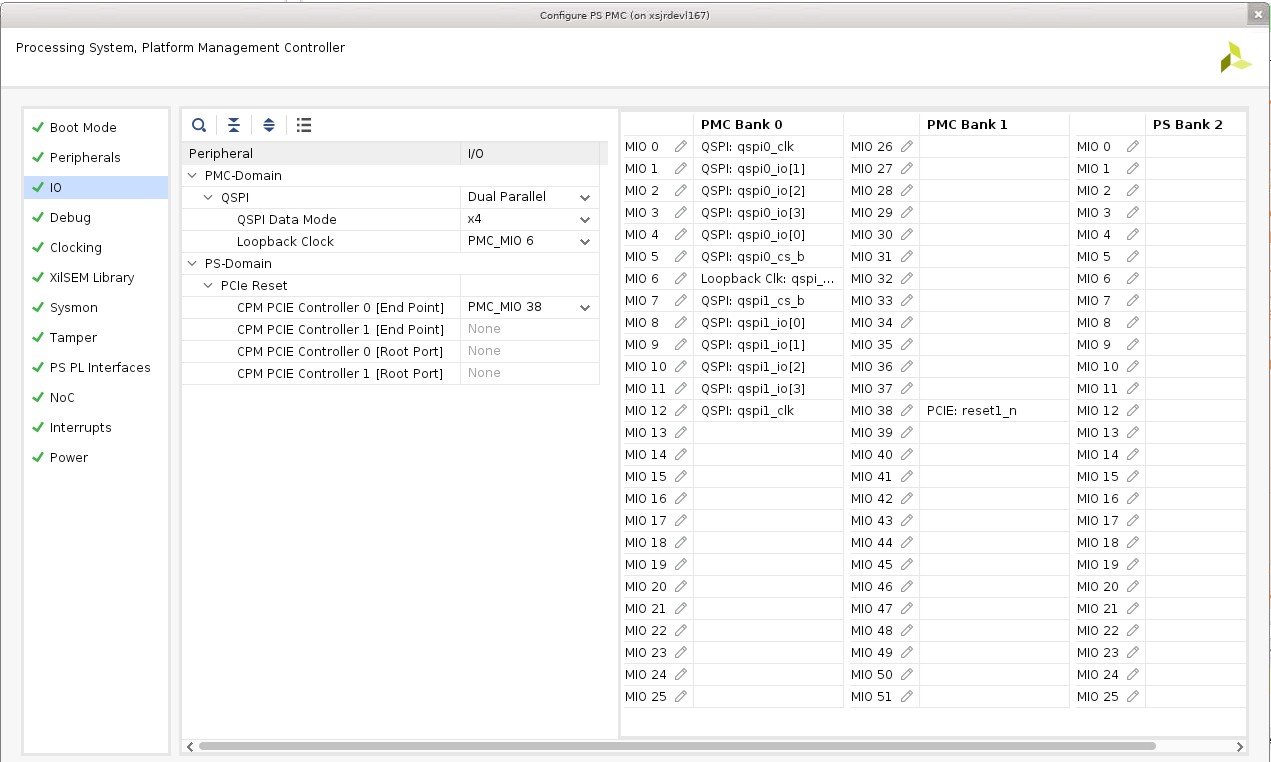 Configure PS PMC (on xsjrdevl167)
Processing System, Platform Management Controller
Boot Mode
Peripherals
IO
Debug
Clocking
XilSEM Library
Sysmon
Tamper
PS PL Interfaces
NoC
Interrupts
Power
Peripheral I/O
PMC-Domain
QSPI Dual Parallel
QSPI Data Mode x4
Loopback Clock PMC_MIO 6
PS-Domain
PCIe Reset
CPM PCIE Controller 0 [End Point] PMC_MIO 38
CPM PCIE Controller 1 [End Point] None
CPM PCIE Controller 0 [Root Port] None
CPM PCIE Controller 1 [Root Port] None
PMC Bank 0 PMC Bank 1 PS Bank 2
MIO 0 QSPI: qspi0_clk MIO 26 MIO 0
MIO 1 QSPI: qspi0_io[1] MIO 27 MIO 1
MIO 2 QSPI: qspi0_io[2] MIO 28 MIO 2
MIO 3 QSPI: qspi0_io[3] MIO 29 MIO 3
MIO 4 QSPI: qspi0_io[0] MIO 30 MIO 4
MIO 5 QSPI: qspi0_cs_b MIO 31 MIO 5
MIO 6 Loopback Clk: qspi_... MIO 32 MIO 6
MIO 7 QSPI: qspi1_cs_b MIO 33 MIO 7
MIO 8 QSPI: qspi1_io[0] MIO 34 MIO 8
MIO 9 QSPI: qspi1_io[1] MIO 35 MIO 9
MIO 10 QSPI: qspi1_io[2] MIO 36 MIO 10
MIO 11 QSPI: qspi1_io[3] MIO 37 MIO 11
MIO 12 QSPI: qspi1_clk MIO 38 PCIE: reset1_n MIO 12
MIO 13 MIO 39 MIO 13
MIO 14 MIO 40 MIO 14
MIO 15 MIO 41 MIO 15
MIO 16 MIO 42 MIO 16
MIO 17 MIO 43 MIO 17
MIO 18 MIO 44 MIO 18
MIO 19 MIO 45 MIO 19
MIO 20 MIO 46 MIO 20
MIO 21 MIO 47 MIO 21
MIO 22 MIO 48 MIO 22
MIO 23 MIO 49 MIO 23
MIO 24 MIO 50 MIO 24
MIO 25 MIO 51 MIO 25